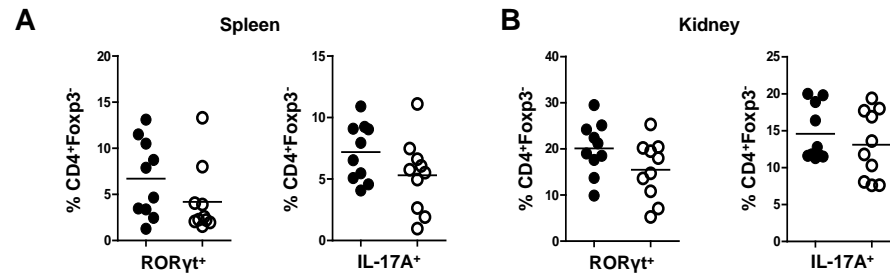 A
Spleen
% CD4⁺Foxp3⁻
20
15
10
5
0
RORγt⁺
% CD4⁺Foxp3⁻
15
10
5
0
IL-17A⁺
B
Kidney
% CD4⁺Foxp3⁻
40
30
20
10
0
RORγt⁺
% CD4⁺Foxp3⁻
25
20
15
10
5
0
IL-17A⁺